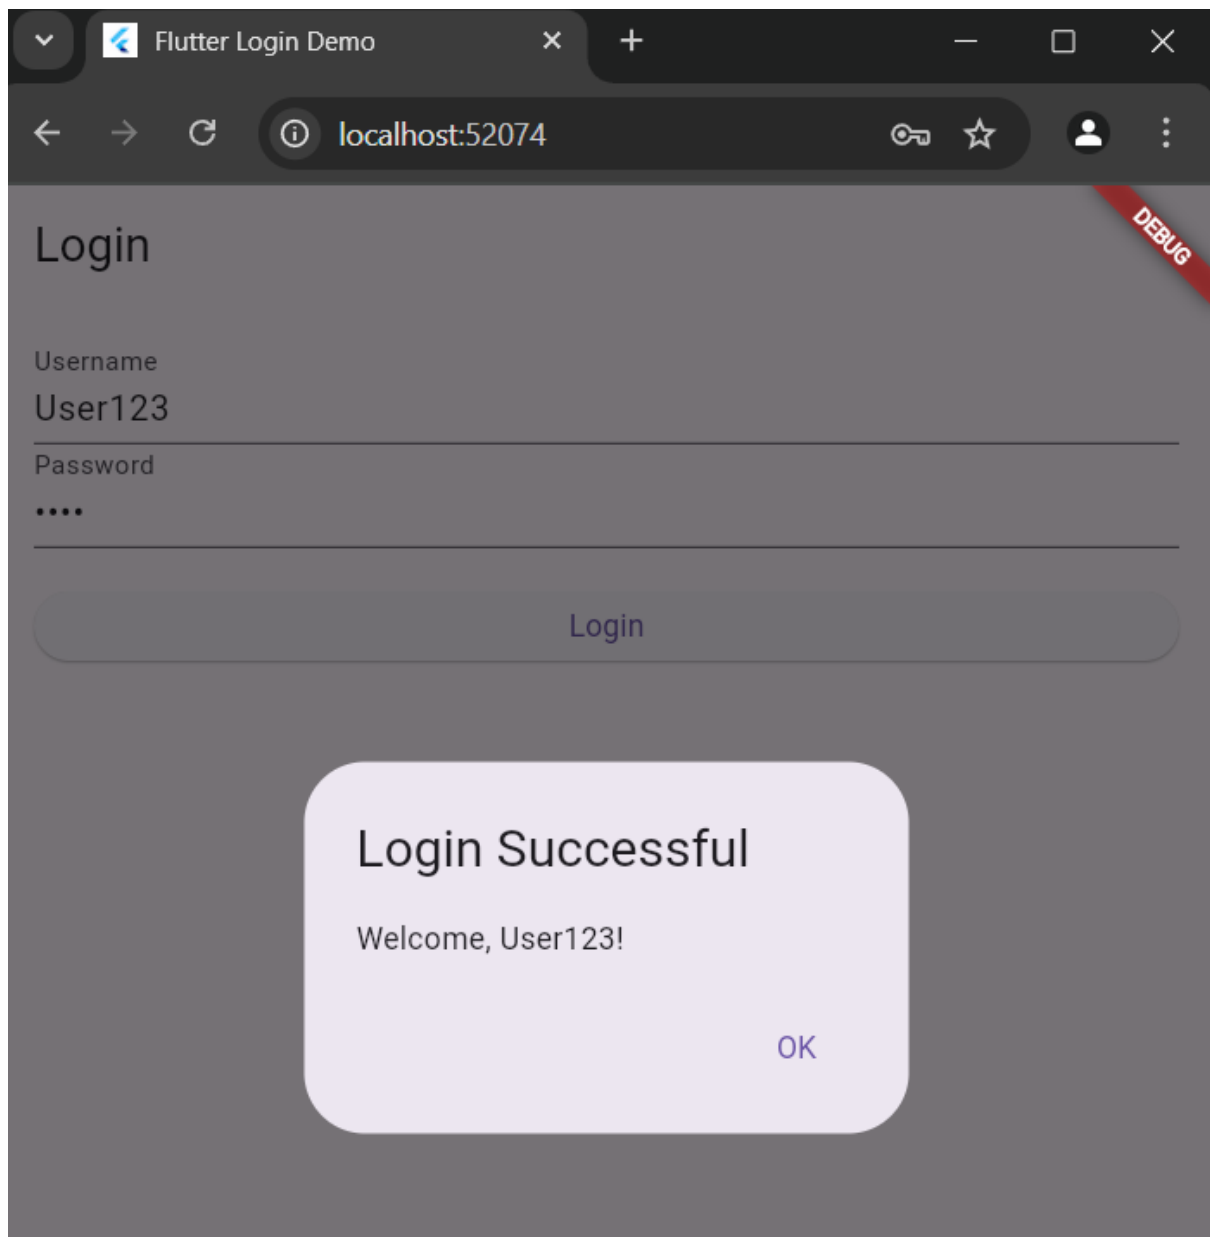 Flutter Login Demo
localhost:52074
DEBUG
Login
Username
User123
Password
••••
Login
Login Successful
Welcome, User123!
OK